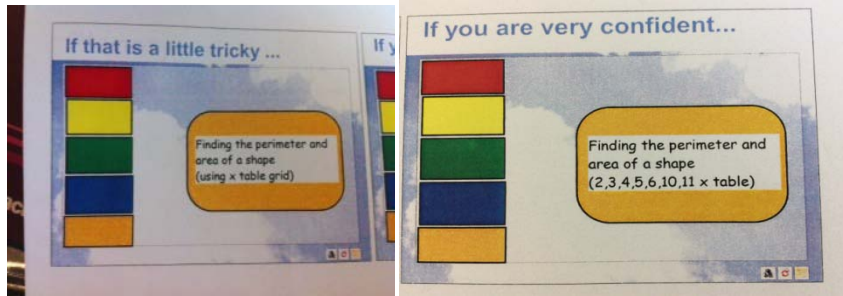 If that is a little tricky ...
If y
Finding the perimeter and
area of a shape
(using x table grid)
If you are very confident...
Finding the perimeter and
area of a shape
(2,3,4,5,6,10,11 x table)